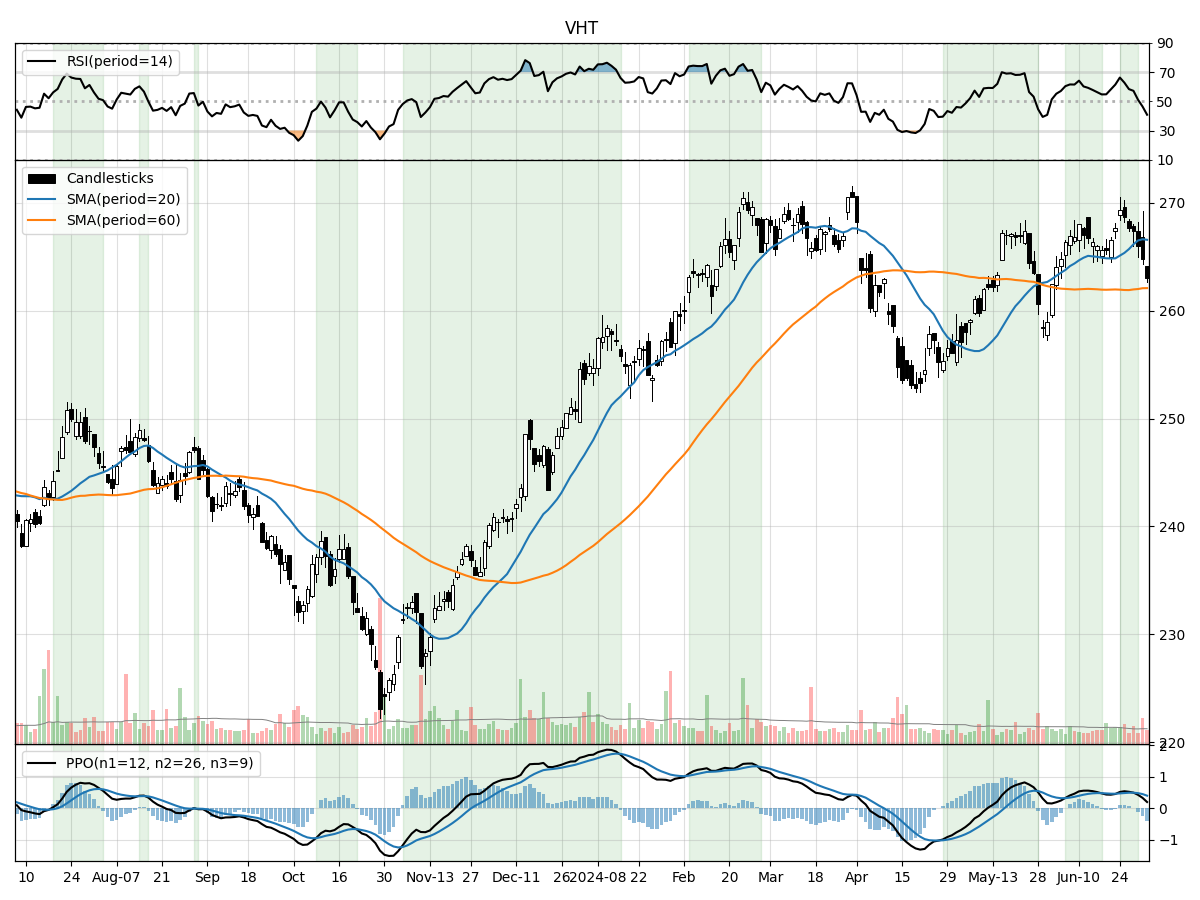 VHT
RSI(period=14)
90
70
50
30
10
Candlesticks
SMA(period=20)
SMA(period=60)
270
260
250
240
230
220
PPO(n1=12, n2=26, n3=9)
2
1
0
−1
10 24 Aug-07 21 Sep 18 Oct 16 30 Nov-13 27 Dec-11 26 2024-08 22 Feb 20 Mar 18 Apr 15 29 May-13 28 Jun-10 24